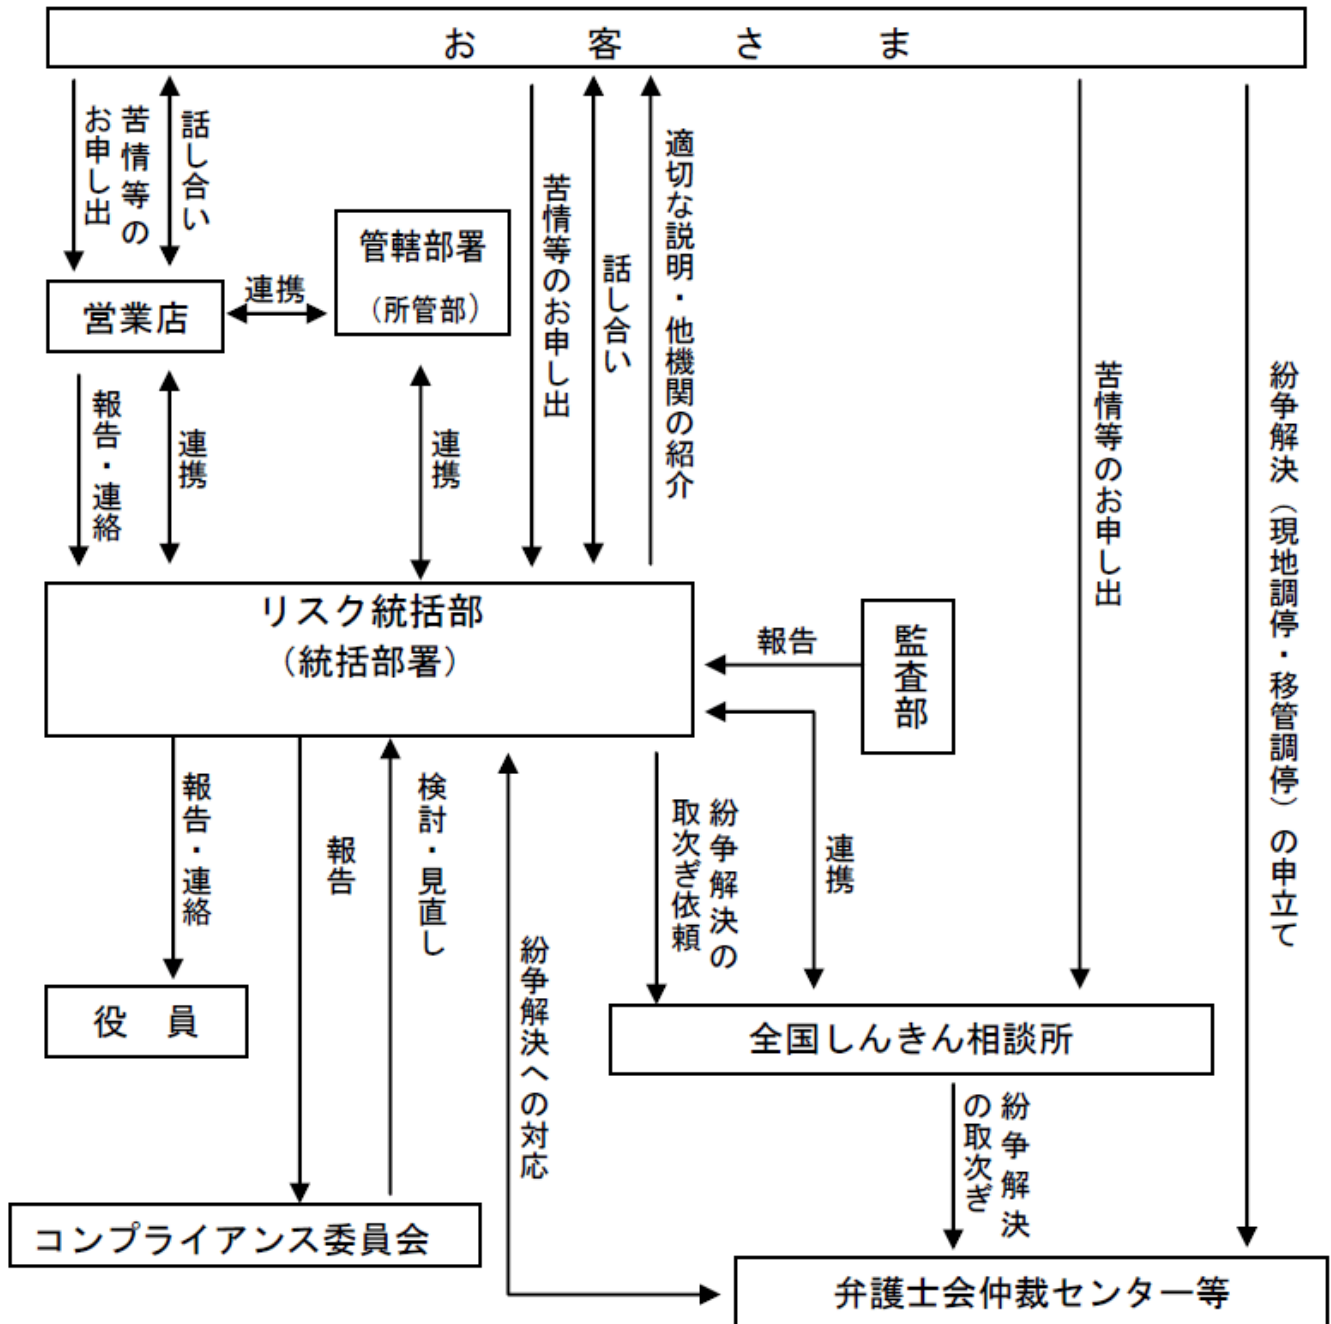 お客さま
苦情等の
お申し出
話し合い
管轄部署
（所管部）
連携
営業店
苦情等のお申し出
話し合い
適切な説明・他機関の紹介
苦情等のお申し出
紛争解決（現地調停・移管調停）の申立て
報告・連絡
連携
連携
リスク統括部
（統括部署）
報告
監査部
報告・連絡
報告
検討・見直し
紛争解決への対応
紛争解決の
取次ぎ依頼
連携
役員
全国しんきん相談所
紛争解決
の取次ぎ
コンプライアンス委員会
弁護士会仲裁センター等